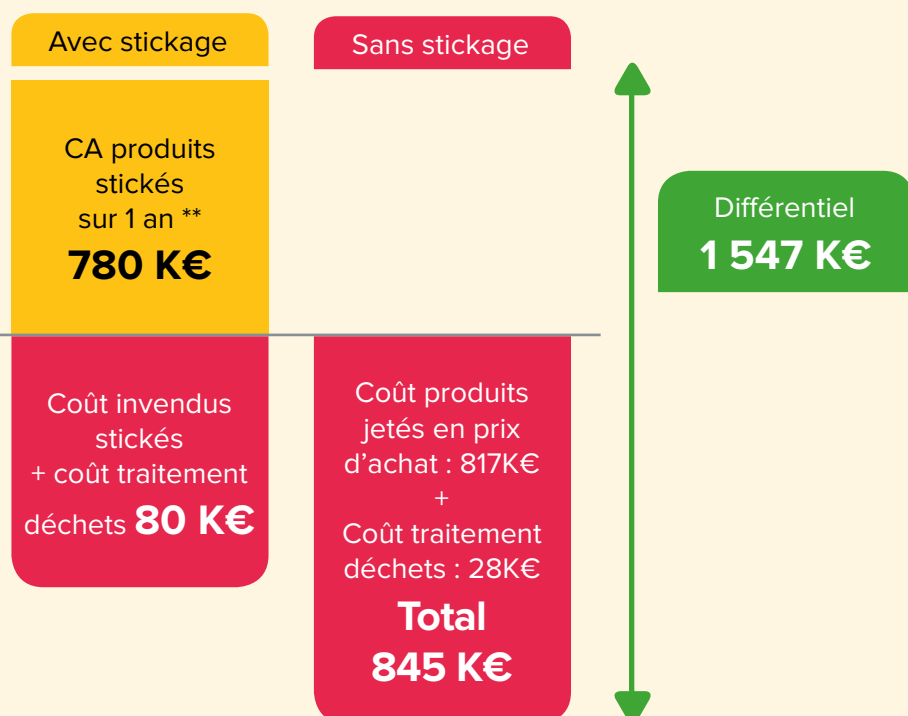 Avec stickage
CA produits
stickés
sur 1 an **
780 K€
Coût invendus
stickés
+ coût traitement
déchets 80 K€
Sans stickage
Coût produits
jetés en prix
d’achat : 817K€
+
Coût traitement
déchets : 28K€
Total
845 K€
Différentiel
1 547 K€